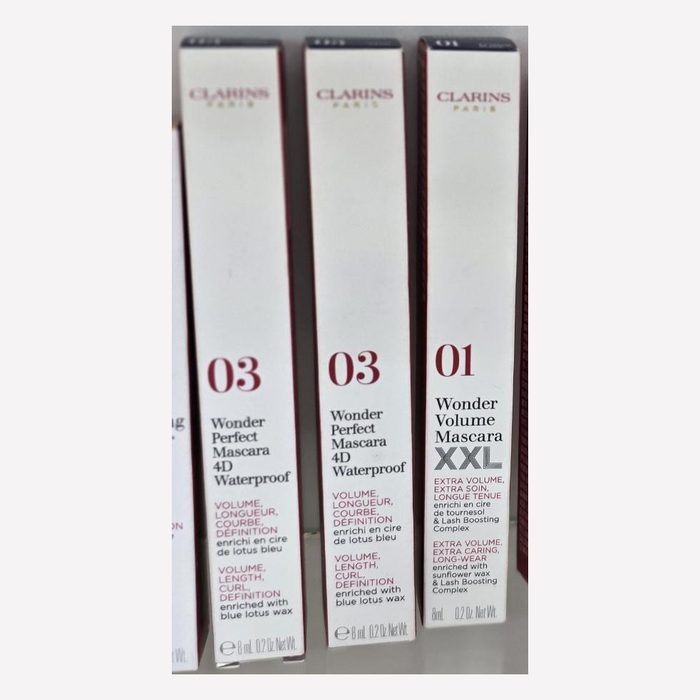 CLARINS
PARIS
03
Wonder
Perfect
Mascara
4D
Waterproof
VOLUME,
LONGUEUR,
COURBE,
DÉFINITION
enrichi en cire
de lotus bleu
VOLUME,
LENGTH,
CURL,
DEFINITION
enriched with
blue lotus wax
e 8 mL 0.2 Oz. Net Wt.
CLARINS
PARIS
03
Wonder
Perfect
Mascara
4D
Waterproof
VOLUME,
LONGUEUR,
COURBE,
DÉFINITION
enrichi en cire
de lotus bleu
VOLUME,
LENGTH,
CURL,
DEFINITION
enriched with
blue lotus wax
e 8 mL 0.2 Oz. Net Wt.
01
CLARINS
PARIS
01
Wonder
Volume
Mascara
XXL
EXTRA VOLUME,
EXTRA SOIN,
LONGUE TENUE
enrichi en cire
de tournesol
& Lash Boosting
Complex
EXTRA VOLUME,
EXTRA CARING,
LONG-WEAR
enriched with
sunflower wax
& Lash Boosting
Complex
8mL 0.2 Oz. Net Wt.